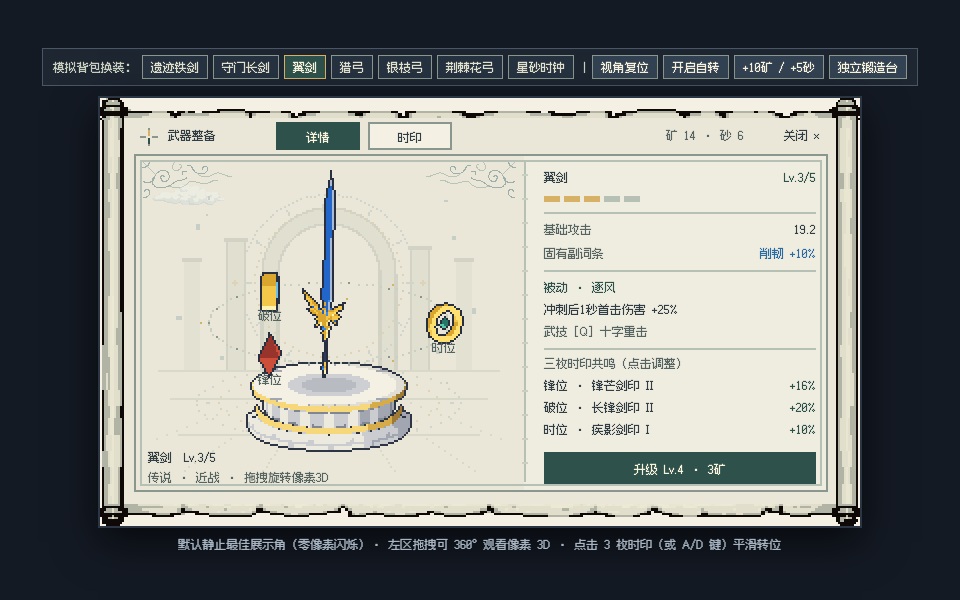 模拟背包换装: 遗迹铁剑 守门长剑 翼剑 猎弓 银枝弓 荆棘花弓 星砂时钟 | 视角复位 开启自转 +10矿 / +5砂 独立锻造台
武器整备 详情 时印 矿 14 · 砂 6 关闭 ×
翼剑 Lv.3/5
基础攻击 19.2
固有副词条 削韧 +10%
被动 · 逐风
冲刺后1秒首击伤害 +25%
武技 [Q] 十字重击
三枚时印共鸣 (点击调整)
锋位 · 锋芒剑印 II +16%
破位 · 长锋剑印 II +20%
时位 · 疾影剑印 I +10%
升级 Lv.4 · 3矿
破位
时位
锋位
翼剑 Lv.3/5
传说 · 近战 · 拖拽旋转像素3D
默认静止最佳展示角 (零像素闪烁) · 左区拖拽可 360° 观看像素 3D · 点击 3 枚时印 (或 A/D 键) 平滑转位